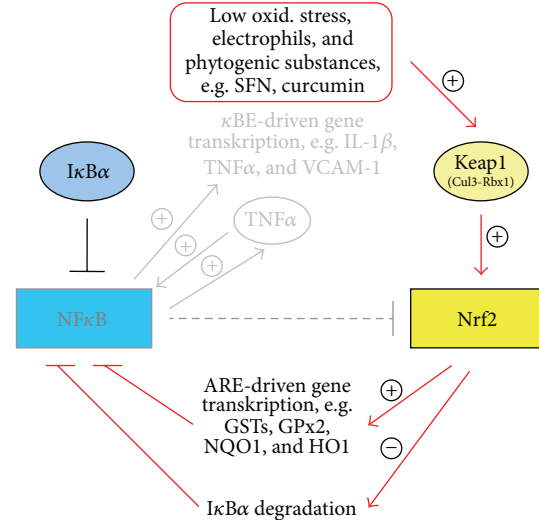 Low oxid. stress,
electrophils, and
phytogenic substances,
e.g. SFN, curcumin
+
κBE-driven gene
transkription, e.g. IL-1β,
TNFα, and VCAM-1
IκBα
Keap1
(Cul3-Rbx1)
+
TNFα
+
+
+
NFκB
Nrf2
ARE-driven gene
transkription, e.g.
GSTs, GPx2,
NQO1, and HO1
+
−
IκBα degradation